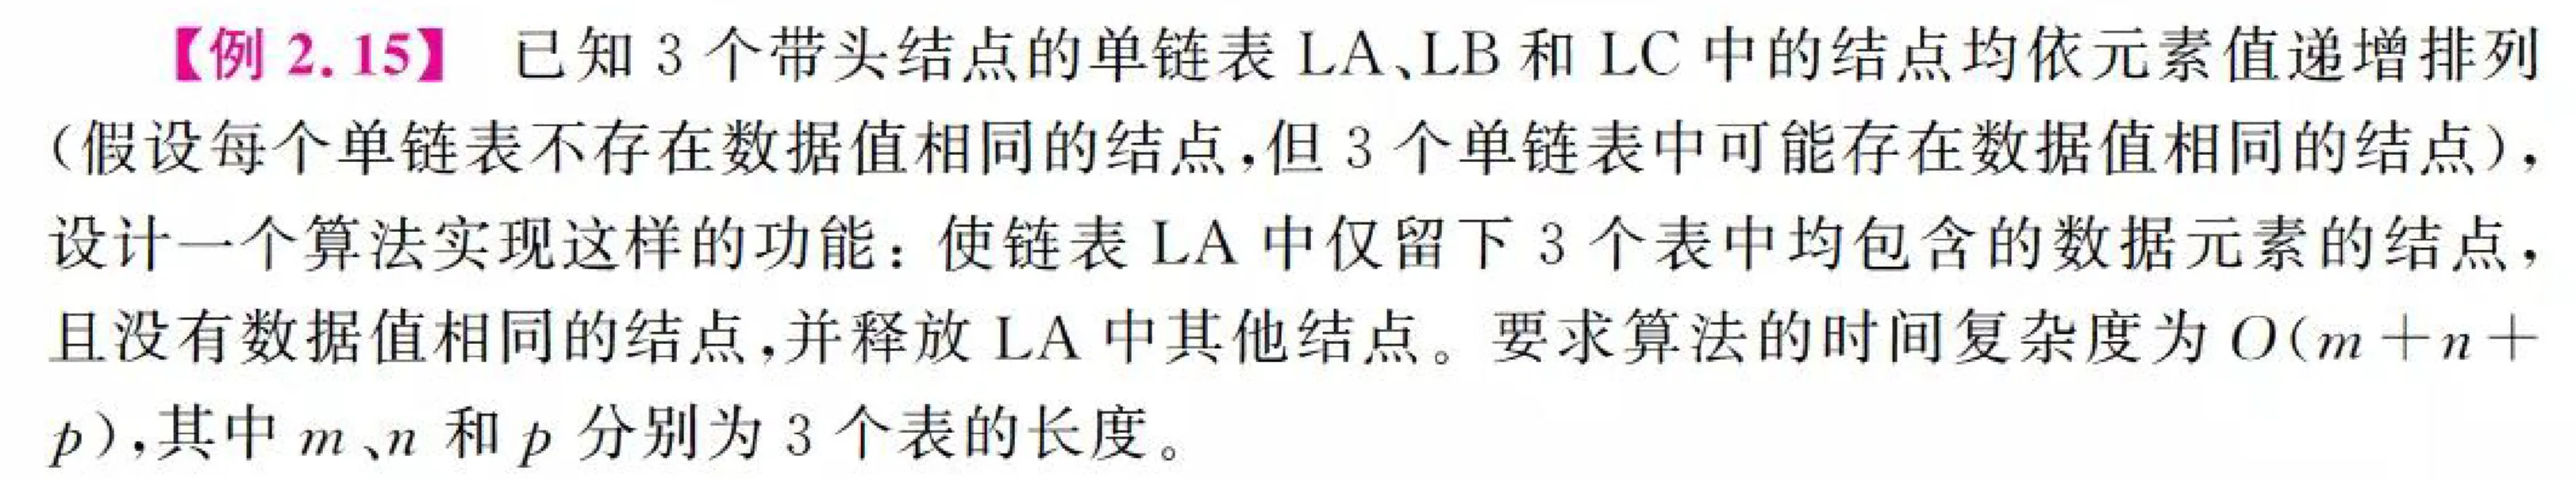 【例 2.15】 已知 3 个带头结点的单链表 LA、LB 和 LC 中的结点均依元素值递增排列
(假设每个单链表不存在数据值相同的结点,但 3 个单链表中可能存在数据值相同的结点),
设计一个算法实现这样的功能：使链表 LA 中仅留下 3 个表中均包含的数据元素的结点,
且没有数据值相同的结点,并释放 LA 中其他结点。要求算法的时间复杂度为 O(m+n+
p),其中 m、n 和 p 分别为 3 个表的长度。